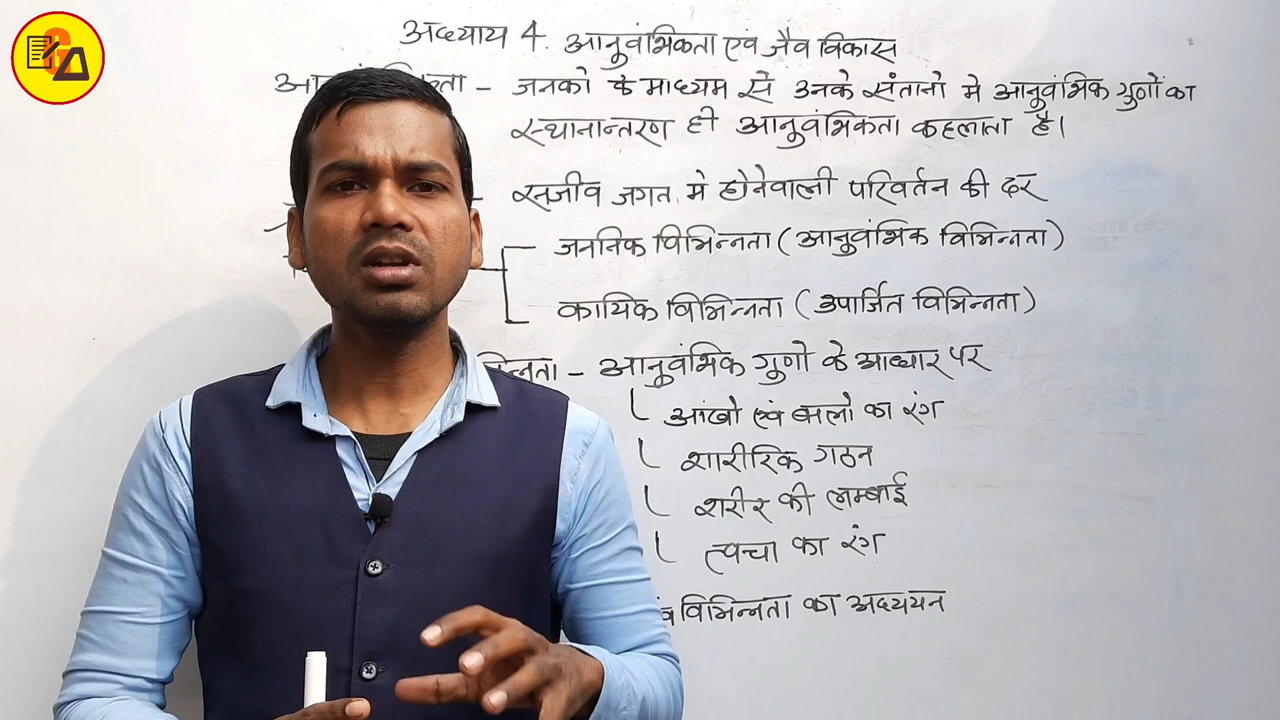 अध्याय 4. आनुवंशिकता एवं जैव विकास
– जनको के माध्यम से उनके संतानो मे आनुवंशिक गुणों का
स्थानान्तरण ही आनुवंशिकता कहलाता है।
जीव जगत मे होनेवाली परिवर्तन की दर
जननिक विभिन्नता (आनुवंशिक विभिन्नता)
कायिक विभिन्नता (उपार्जित विभिन्नता)
– आनुवंशिक गुणो के आधार पर
आंखो एवं बालो का रंग
शारीरिक गठन
शरीर की लम्बाई
त्वचा का रंग
विभिन्नता का अध्ययन